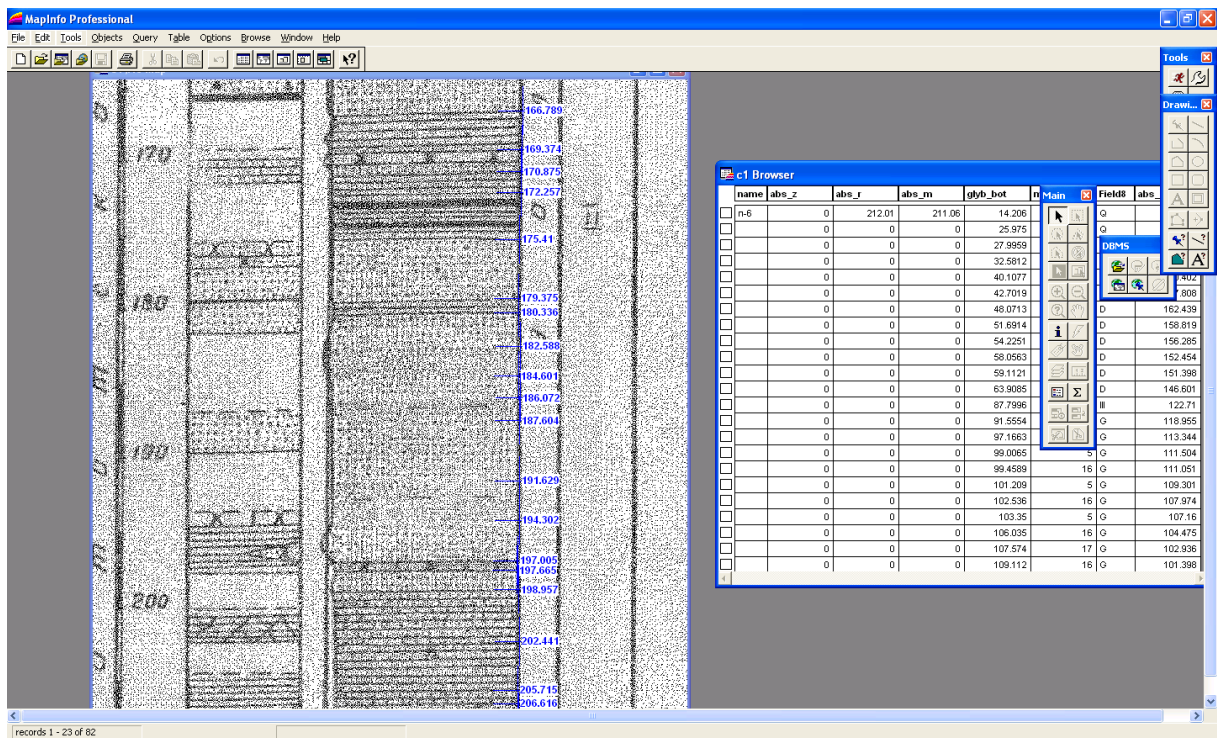 MapInfo Professional
File Edit Tools Objects Query Table Options Browse Window Help
170
180
190
200
166.789
169.374
170.875
172.257
175.41
179.375
180.336
182.588
184.601
186.072
187.604
191.629
194.302
197.005
197.665
198.957
202.441
205.715
206.616
II
c1 Browser
name abs_z abs_r abs_m glyb_bot n Field8 abs_
n-6 0 212.01 211.06 14.206 Q
0 0 0 25.975 Q
0 0 0 27.9959
0 0 0 32.5812
0 0 0 40.1077 .402
0 0 0 42.7019 .808
0 0 0 48.0713 D 162.439
0 0 0 51.6914 D 158.819
0 0 0 54.2251 D 156.285
0 0 0 58.0563 D 152.454
0 0 0 59.1121 D 151.398
0 0 0 63.9085 D 146.601
0 0 0 87.7996 III 122.71
0 0 0 91.5554 G 118.955
0 0 0 97.1663 G 113.344
0 0 0 99.0065 5 G 111.504
0 0 0 99.4589 16 G 111.051
0 0 0 101.209 5 G 109.301
0 0 0 102.536 16 G 107.974
0 0 0 103.35 5 G 107.16
0 0 0 106.035 16 G 104.475
0 0 0 107.574 17 G 102.936
0 0 0 109.112 16 G 101.398
Main
DBMS
Tools
Drawi...
records 1 - 23 of 82